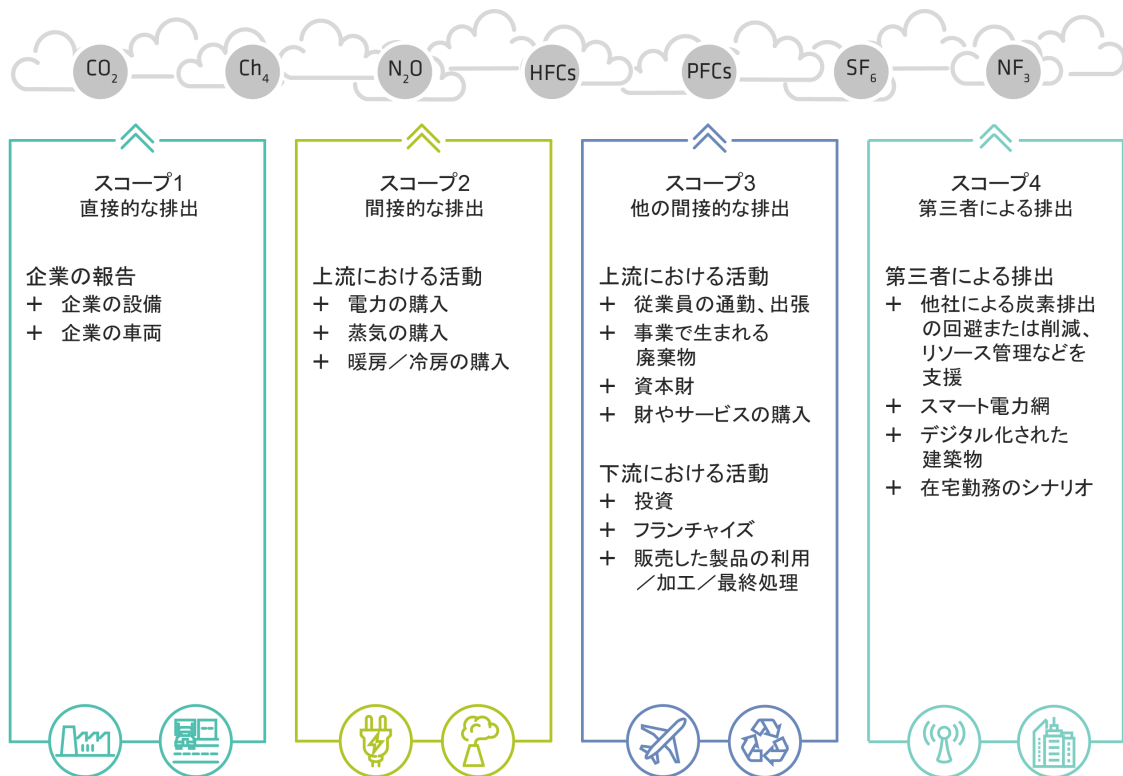 CO₂
Ch₄
N₂O
HFCs
PFCs
SF₆
NF₃
スコープ1
直接的な排出
企業の報告
+ 企業の設備
+ 企業の車両
スコープ2
間接的な排出
上流における活動
+ 電力の購入
+ 蒸気の購入
+ 暖房／冷房の購入
スコープ3
他の間接的な排出
上流における活動
+ 従業員の通勤、出張
+ 事業で生まれる
廃棄物
+ 資本財
+ 財やサービスの購入
下流における活動
+ 投資
+ フランチャイズ
+ 販売した製品の利用
／加工／最終処理
スコープ4
第三者による排出
第三者による排出
+ 他社による炭素排出
の回避または削減、
リソース管理などを
支援
+ スマート電力網
+ デジタル化された
建築物
+ 在宅勤務のシナリオ